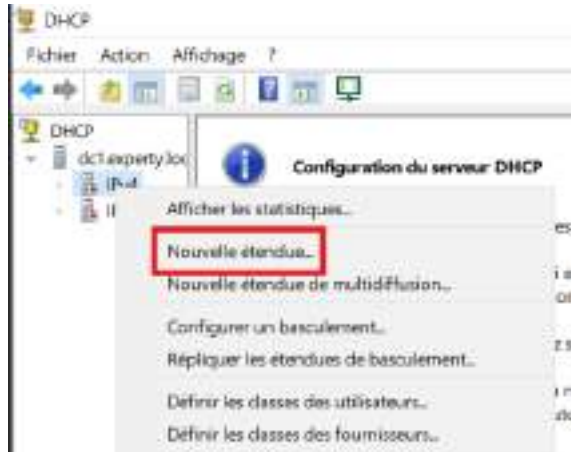 DHCP
Fichier Action Affichage ?
DHCP
dc1.experty.loc
Configuration du serveur DHCP
IPv4
Afficher les statistiques...
Nouvelle étendue...
Nouvelle étendue de multidiffusion...
Configurer un basculement...
Répliquer les étendues de basculement...
Définir les classes des utilisateurs...
Définir les classes des fournisseurs...